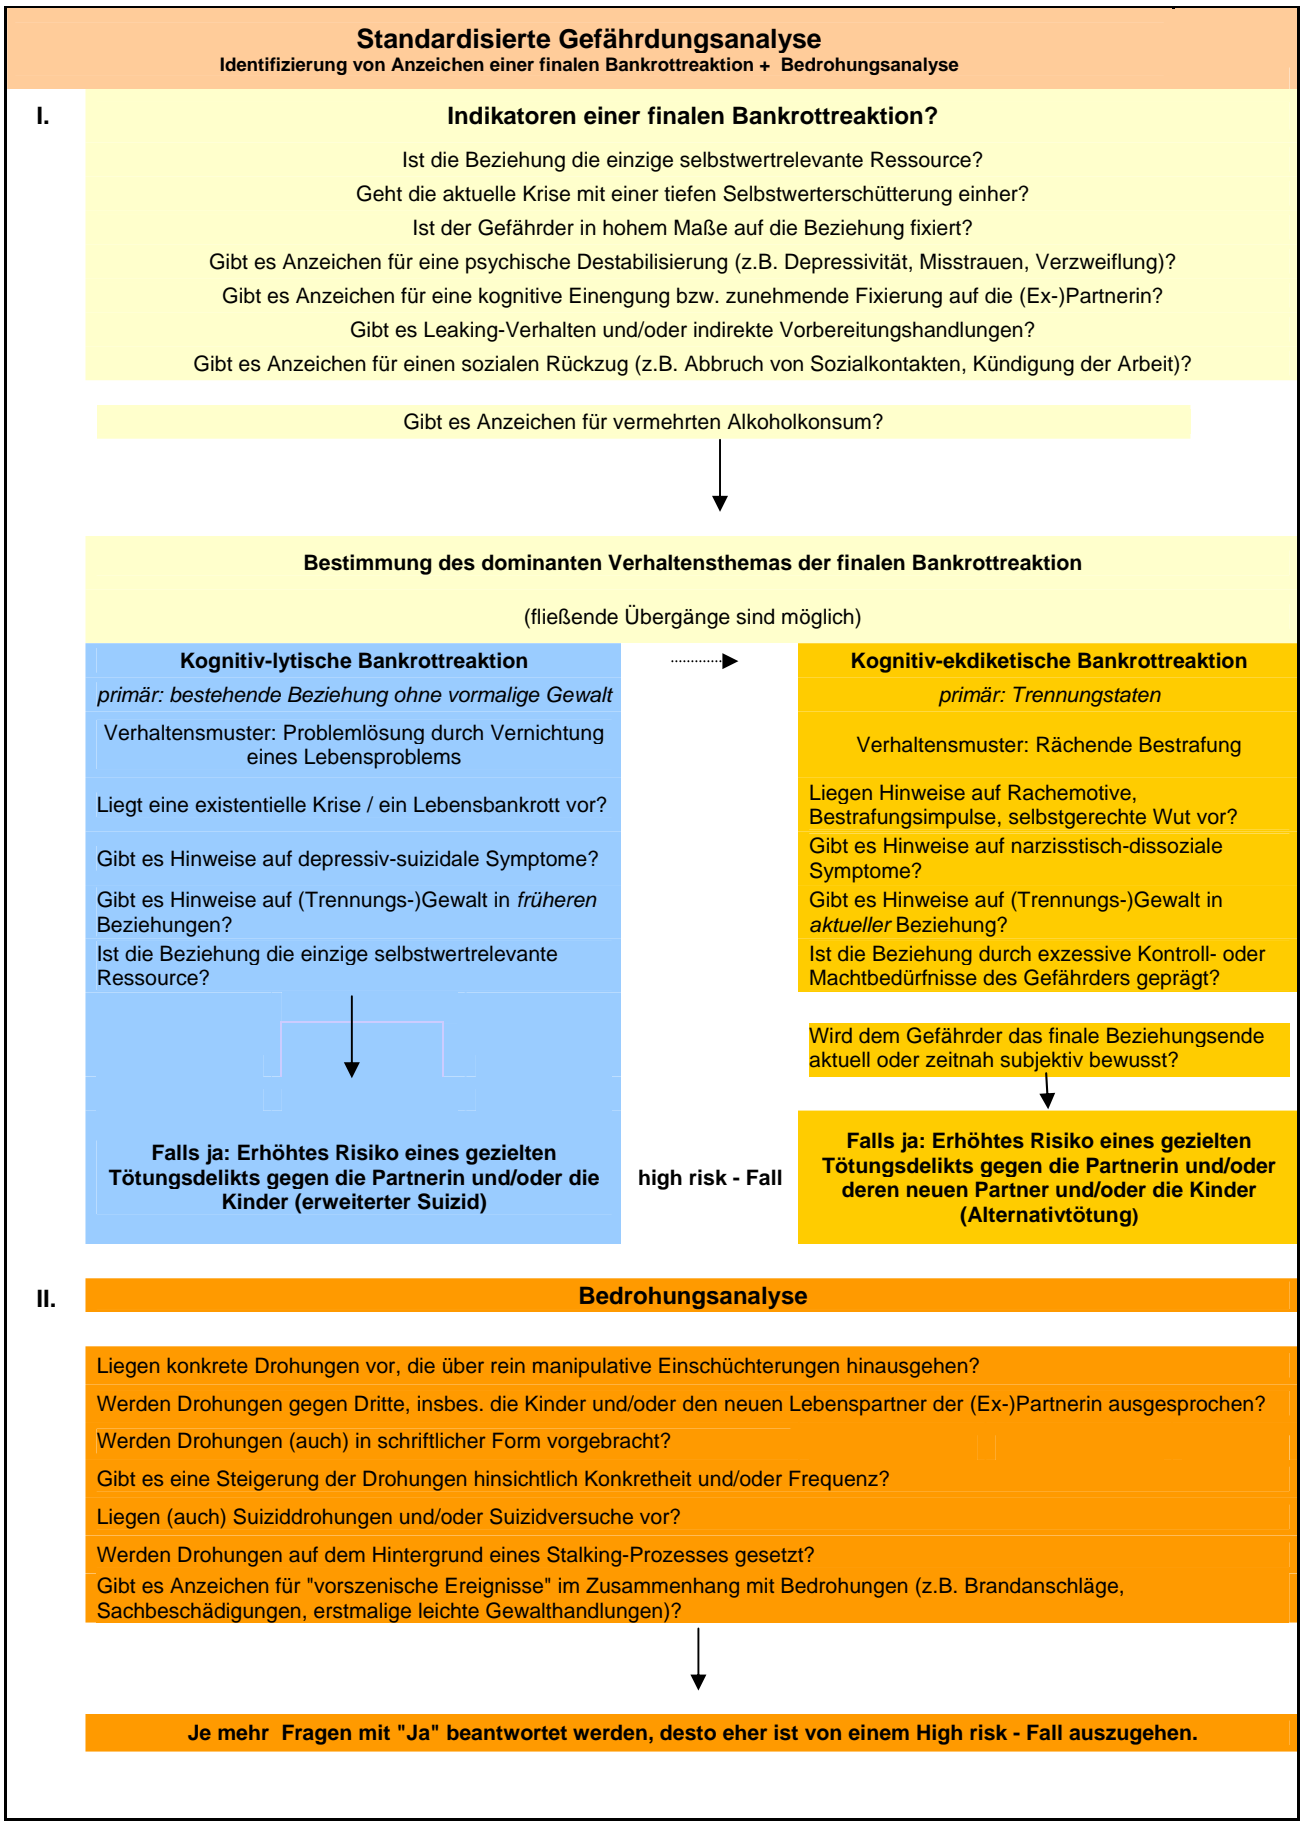 Standardisierte Gefährdungsanalyse
Identifizierung von Anzeichen einer finalen Bankrottreaktion + Bedrohungsanalyse
I.
Indikatoren einer finalen Bankrottreaktion?
Ist die Beziehung die einzige selbstwertrelevante Ressource?
Geht die aktuelle Krise mit einer tiefen Selbstwerterschütterung einher?
Ist der Gefährder in hohem Maße auf die Beziehung fixiert?
Gibt es Anzeichen für eine psychische Destabilisierung (z.B. Depressivität, Misstrauen, Verzweiflung)?
Gibt es Anzeichen für eine kognitive Einengung bzw. zunehmende Fixierung auf die (Ex-)Partnerin?
Gibt es Leaking-Verhalten und/oder indirekte Vorbereitungshandlungen?
Gibt es Anzeichen für einen sozialen Rückzug (z.B. Abbruch von Sozialkontakten, Kündigung der Arbeit)?
Gibt es Anzeichen für vermehrten Alkoholkonsum?
Bestimmung des dominanten Verhaltensthemas der finalen Bankrottreaktion
(fließende Übergänge sind möglich)
Kognitiv-lytische Bankrottreaktion
primär: bestehende Beziehung ohne vormalige Gewalt
Verhaltensmuster: Problemlösung durch Vernichtung
eines Lebensproblems
Liegt eine existentielle Krise / ein Lebensbankrott vor?
Gibt es Hinweise auf depressiv-suizidale Symptome?
Gibt es Hinweise auf (Trennungs-)Gewalt in früheren
Beziehungen?
Ist die Beziehung die einzige selbstwertrelevante
Ressource?
Falls ja: Erhöhtes Risiko eines gezielten
Tötungsdelikts gegen die Partnerin und/oder die
Kinder (erweiterter Suizid)
high risk - Fall
Kognitiv-ekdiketische Bankrottreaktion
primär: Trennungstaten
Verhaltensmuster: Rächende Bestrafung
Liegen Hinweise auf Rachemotive,
Bestrafungsimpulse, selbstgerechte Wut vor?
Gibt es Hinweise auf narzisstisch-dissoziale
Symptome?
Gibt es Hinweise auf (Trennungs-)Gewalt in
aktueller Beziehung?
Ist die Beziehung durch exzessive Kontroll- oder
Machtbedürfnisse des Gefährders geprägt?
Wird dem Gefährder das finale Beziehungsende
aktuell oder zeitnah subjektiv bewusst?
Falls ja: Erhöhtes Risiko eines gezielten
Tötungsdelikts gegen die Partnerin und/oder
deren neuen Partner und/oder die Kinder
(Alternativtötung)
II.
Bedrohungsanalyse
Liegen konkrete Drohungen vor, die über rein manipulative Einschüchterungen hinausgehen?
Werden Drohungen gegen Dritte, insbes. die Kinder und/oder den neuen Lebenspartner der (Ex-)Partnerin ausgesprochen?
Werden Drohungen (auch) in schriftlicher Form vorgebracht?
Gibt es eine Steigerung der Drohungen hinsichtlich Konkretheit und/oder Frequenz?
Liegen (auch) Suiziddrohungen und/oder Suizidversuche vor?
Werden Drohungen auf dem Hintergrund eines Stalking-Prozesses gesetzt?
Gibt es Anzeichen für "vorszenische Ereignisse" im Zusammenhang mit Bedrohungen (z.B. Brandanschläge,
Sachbeschädigungen, erstmalige leichte Gewalthandlungen)?
Je mehr Fragen mit "Ja" beantwortet werden, desto eher ist von einem High risk - Fall auszugehen.